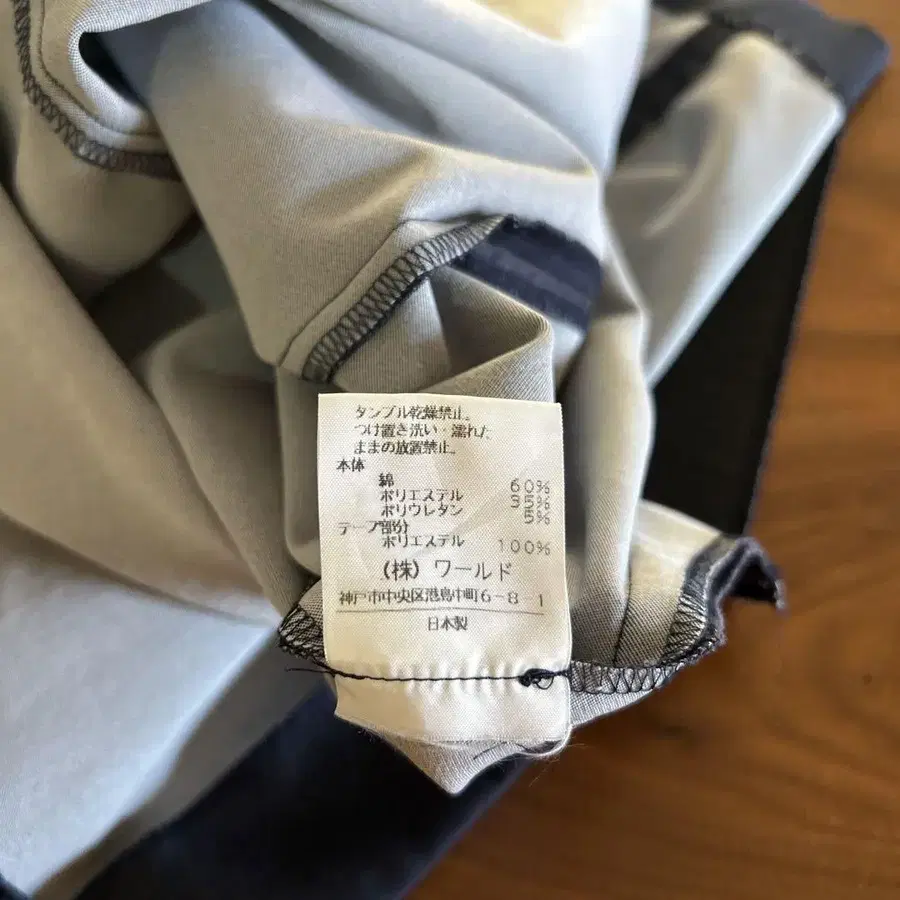 タンブル乾燥禁止。
つけ置き洗い・濡れた
ままの放置禁止。
本体
綿 60%
ポリエステル 35%
ポリウレタン 5%
テープ部分
ポリエステル 100%
(株) ワールド
神戸市中央区港島中町6-8-1
日本製